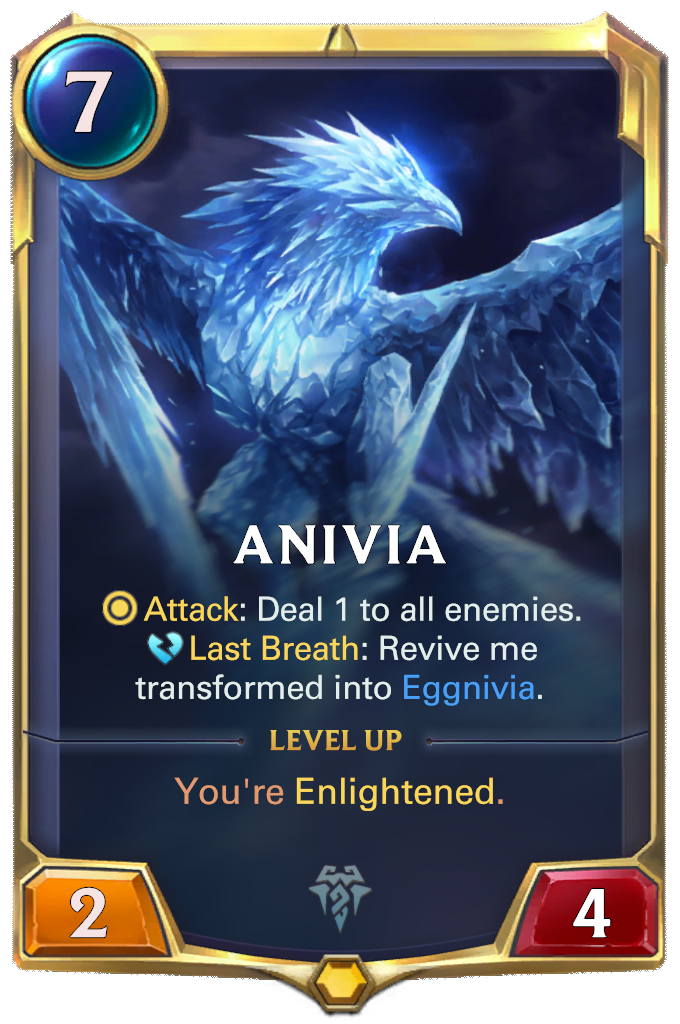 7
ANIVIA
Attack: Deal 1 to all enemies.
Last Breath: Revive me
transformed into Eggnivia.
LEVEL UP
You're Enlightened.
2
4